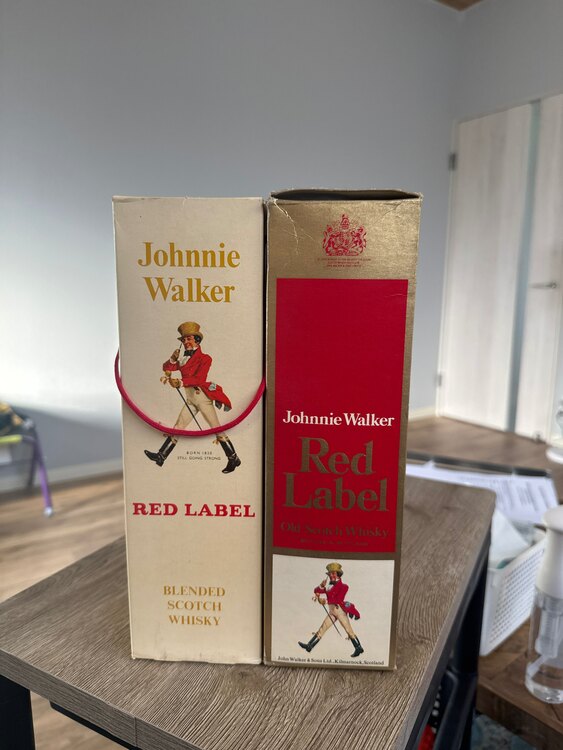 Johnnie
Walker
BORN 1820
STILL GOING STRONG
RED LABEL
BLENDED
SCOTCH
WHISKY
Johnnie Walker
Red
Label
Old Scotch Whisky
John Walker & Sons Ltd., Kilmarnock, Scotland